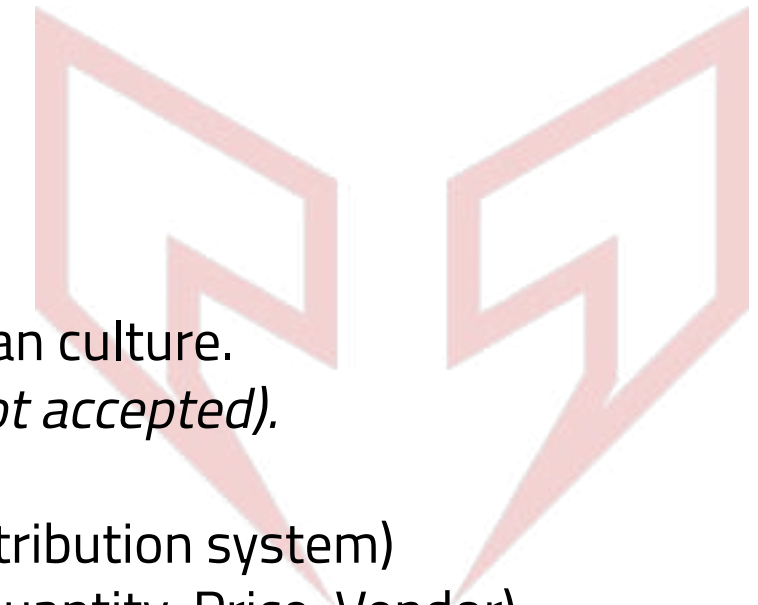 an culture.
ot accepted).
tribution system)
uantity, Price, Vendor)